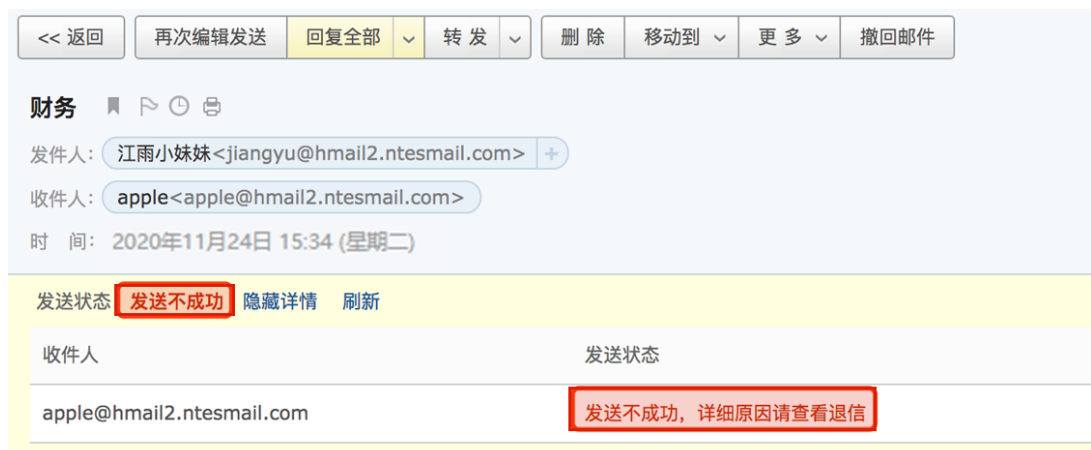 << 返回 再次编辑发送 回复全部 转 发 删 除 移动到 更 多 撤回邮件
财务
发件人： 江雨小妹妹<jiangyu@hmail2.ntesmail.com> +
收件人： apple<apple@hmail2.ntesmail.com>
时 间： 2020年11月24日 15:34 (星期二)
发送状态 发送不成功 隐藏详情 刷新
收件人 发送状态
apple@hmail2.ntesmail.com 发送不成功，详细原因请查看退信